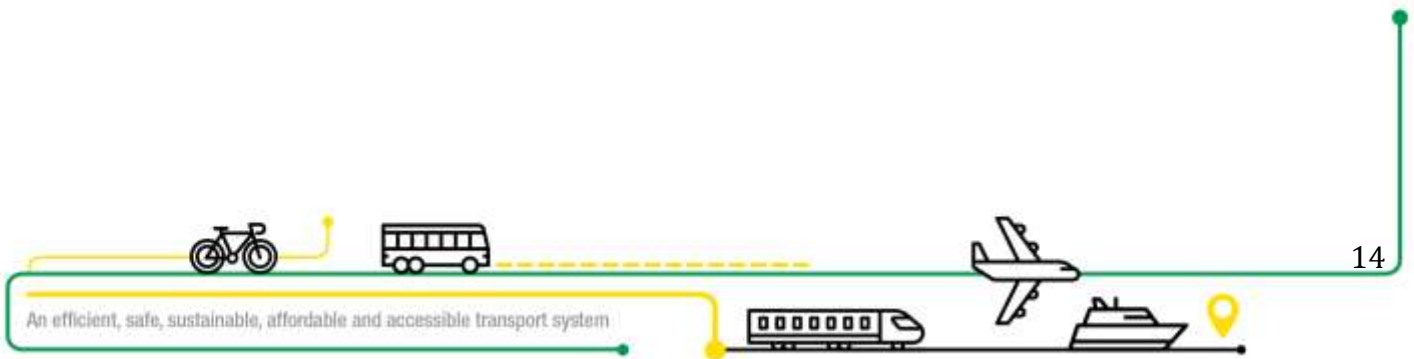 14
An efficient, safe, sustainable, affordable and accessible transport system